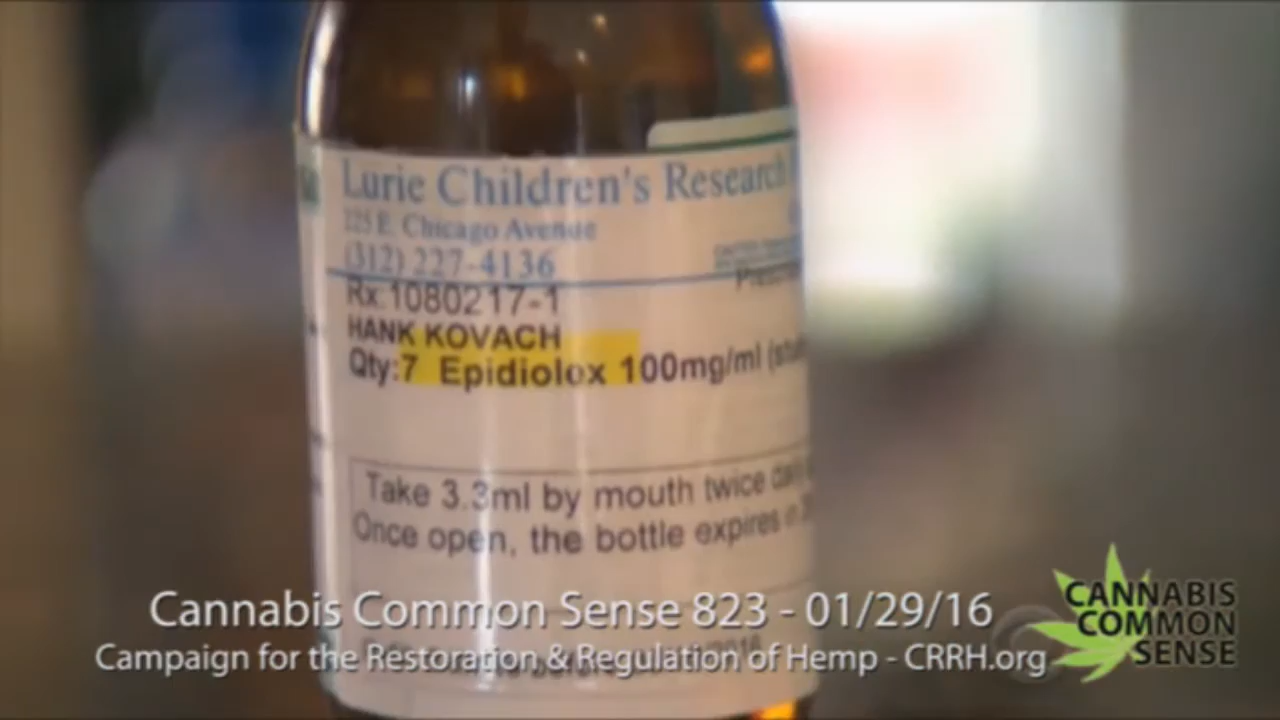 Lurie Children's Research
225 E. Chicago Avenue
(312) 227-4136
Rx:1080217-1
HANK KOVACH
Qty:7 Epidiolox 100mg/ml
Take 3.3ml by mouth twice
Once open, the bottle expires in
Cannabis Common Sense 823 - 01/29/16
Campaign for the Restoration & Regulation of Hemp - CRRH.org
CANNABIS
COMMON
SENSE